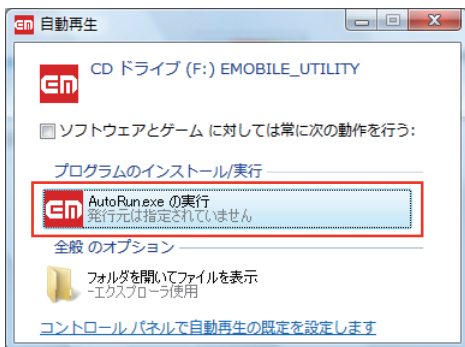 EM 自動再生
EM CD ドライブ (F:) EMOBILE_UTILITY
ソフトウェアとゲーム に対しては常に次の動作を行う:
プログラムのインストール/実行
EM AutoRun.exe の実行
発行元は指定されていません
全般 のオプション
フォルダを開いてファイルを表示
-エクスプローラ使用
コントロール パネルで自動再生の既定を設定します